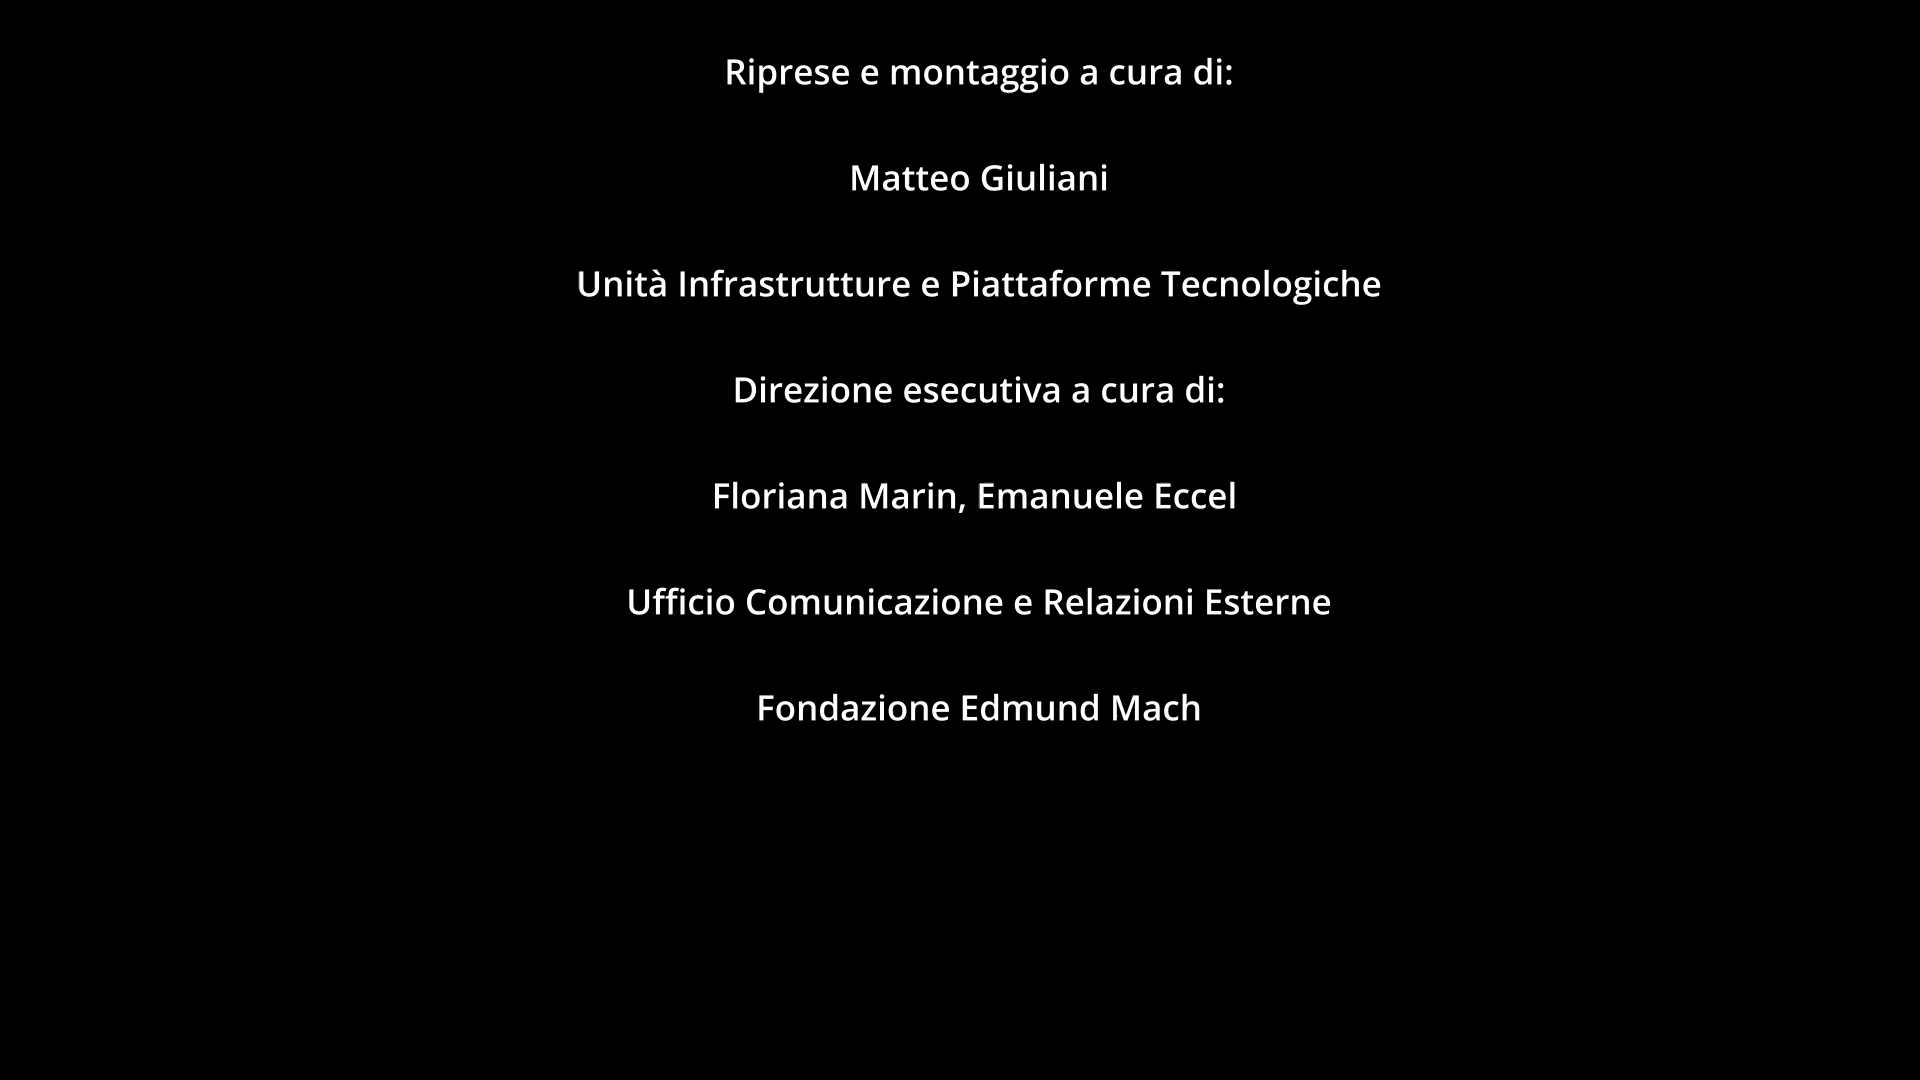 Riprese e montaggio a cura di:
Matteo Giuliani
Unità Infrastrutture e Piattaforme Tecnologiche
Direzione esecutiva a cura di:
Floriana Marin, Emanuele Eccel
Ufficio Comunicazione e Relazioni Esterne
Fondazione Edmund Mach